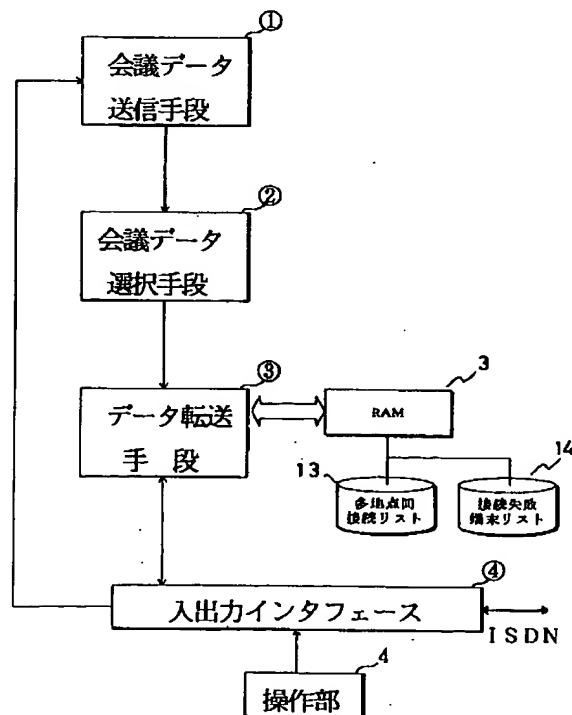 ①
会議データ
送信手段
②
会議データ
選択手段
③
データ転送
手 段
3
RAM
13
多地点間
接続リスト
14
接続失敗
端末リスト
④
入出力インタフェース
ISDN
4
操作部